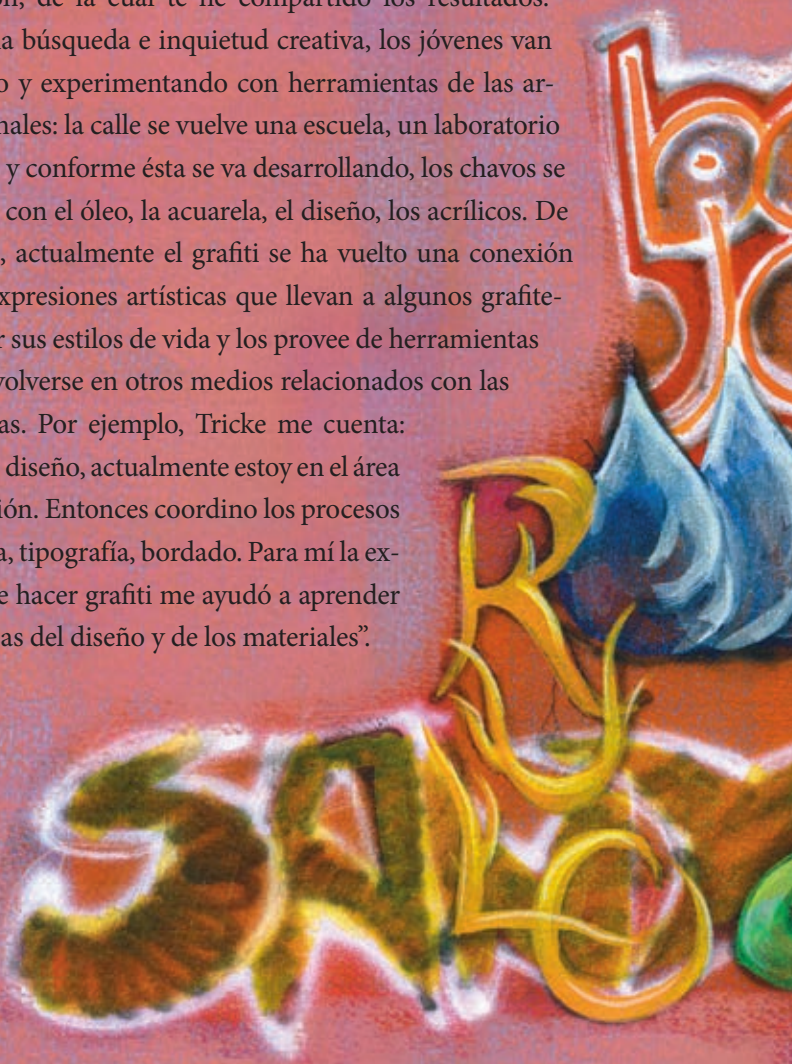 ón, de la cual te he compartido los resultados.
a búsqueda e inquietud creativa, los jóvenes van
o y experimentando con herramientas de las ar-
nales: la calle se vuelve una escuela, un laboratorio
y conforme ésta se va desarrollando, los chavos se
con el óleo, la acuarela, el diseño, los acrílicos. De
, actualmente el grafiti se ha vuelto una conexión
xpresiones artísticas que llevan a algunos grafite-
r sus estilos de vida y los provee de herramientas
volverse en otros medios relacionados con las
as. Por ejemplo, Tricke me cuenta:
diseño, actualmente estoy en el área
ión. Entonces coordino los procesos
a, tipografía, bordado. Para mí la ex-
e hacer grafiti me ayudó a aprender
as del diseño y de los materiales”.